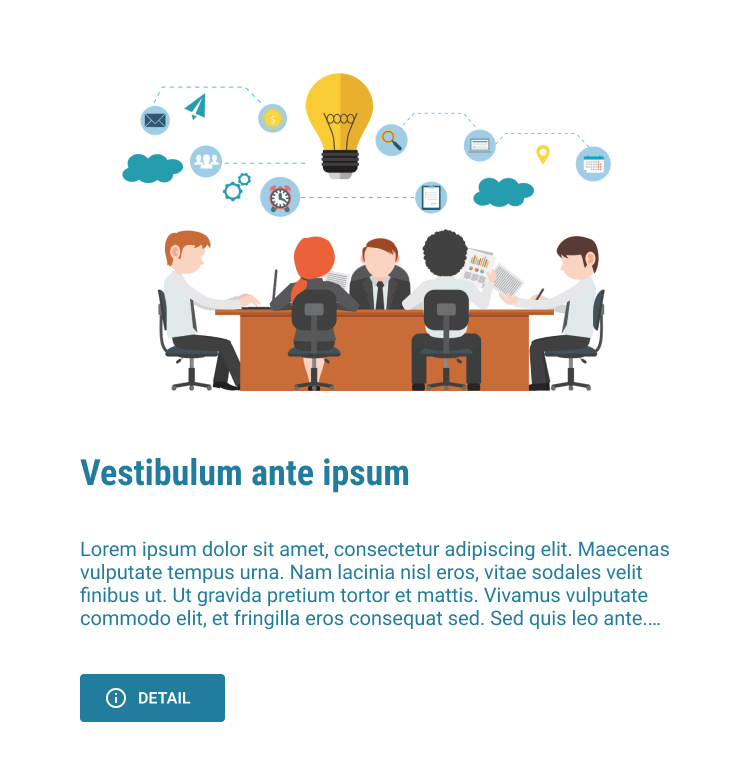 Vestibulum ante ipsum
Lorem ipsum dolor sit amet, consectetur adipiscing elit. Maecenas
vulputate tempus urna. Nam lacinia nisl eros, vitae sodales velit
finibus ut. Ut gravida pretium tortor et mattis. Vivamus vulputate
commodo elit, et fringilla eros consequat sed. Sed quis leo ante....
DETAIL